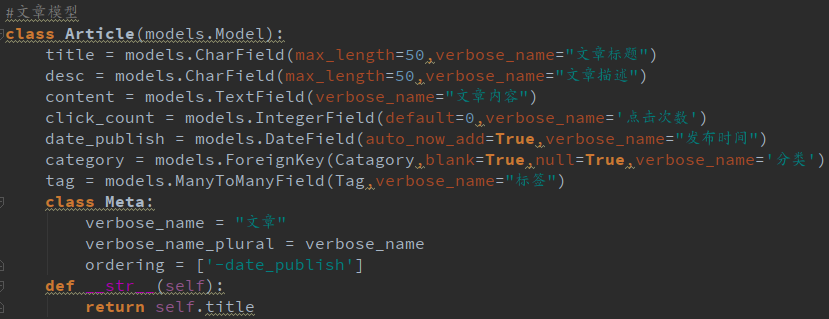 #文章模型
class Article(models.Model):
    title = models.CharField(max_length=50,verbose_name="文章标题")
    desc = models.CharField(max_length=50,verbose_name="文章描述")
    content = models.TextField(verbose_name="文章内容")
    click_count = models.IntegerField(default=0,verbose_name='点击次数')
    date_publish = models.DateField(auto_now_add=True,verbose_name="发布时间")
    category = models.ForeignKey(Catagory,blank=True,null=True,verbose_name='分类')
    tag = models.ManyToManyField(Tag,verbose_name="标签")
    class Meta:
        verbose_name = "文章"
        verbose_name_plural = verbose_name
        ordering = ['-date_publish']
    def __str__(self):
        return self.title